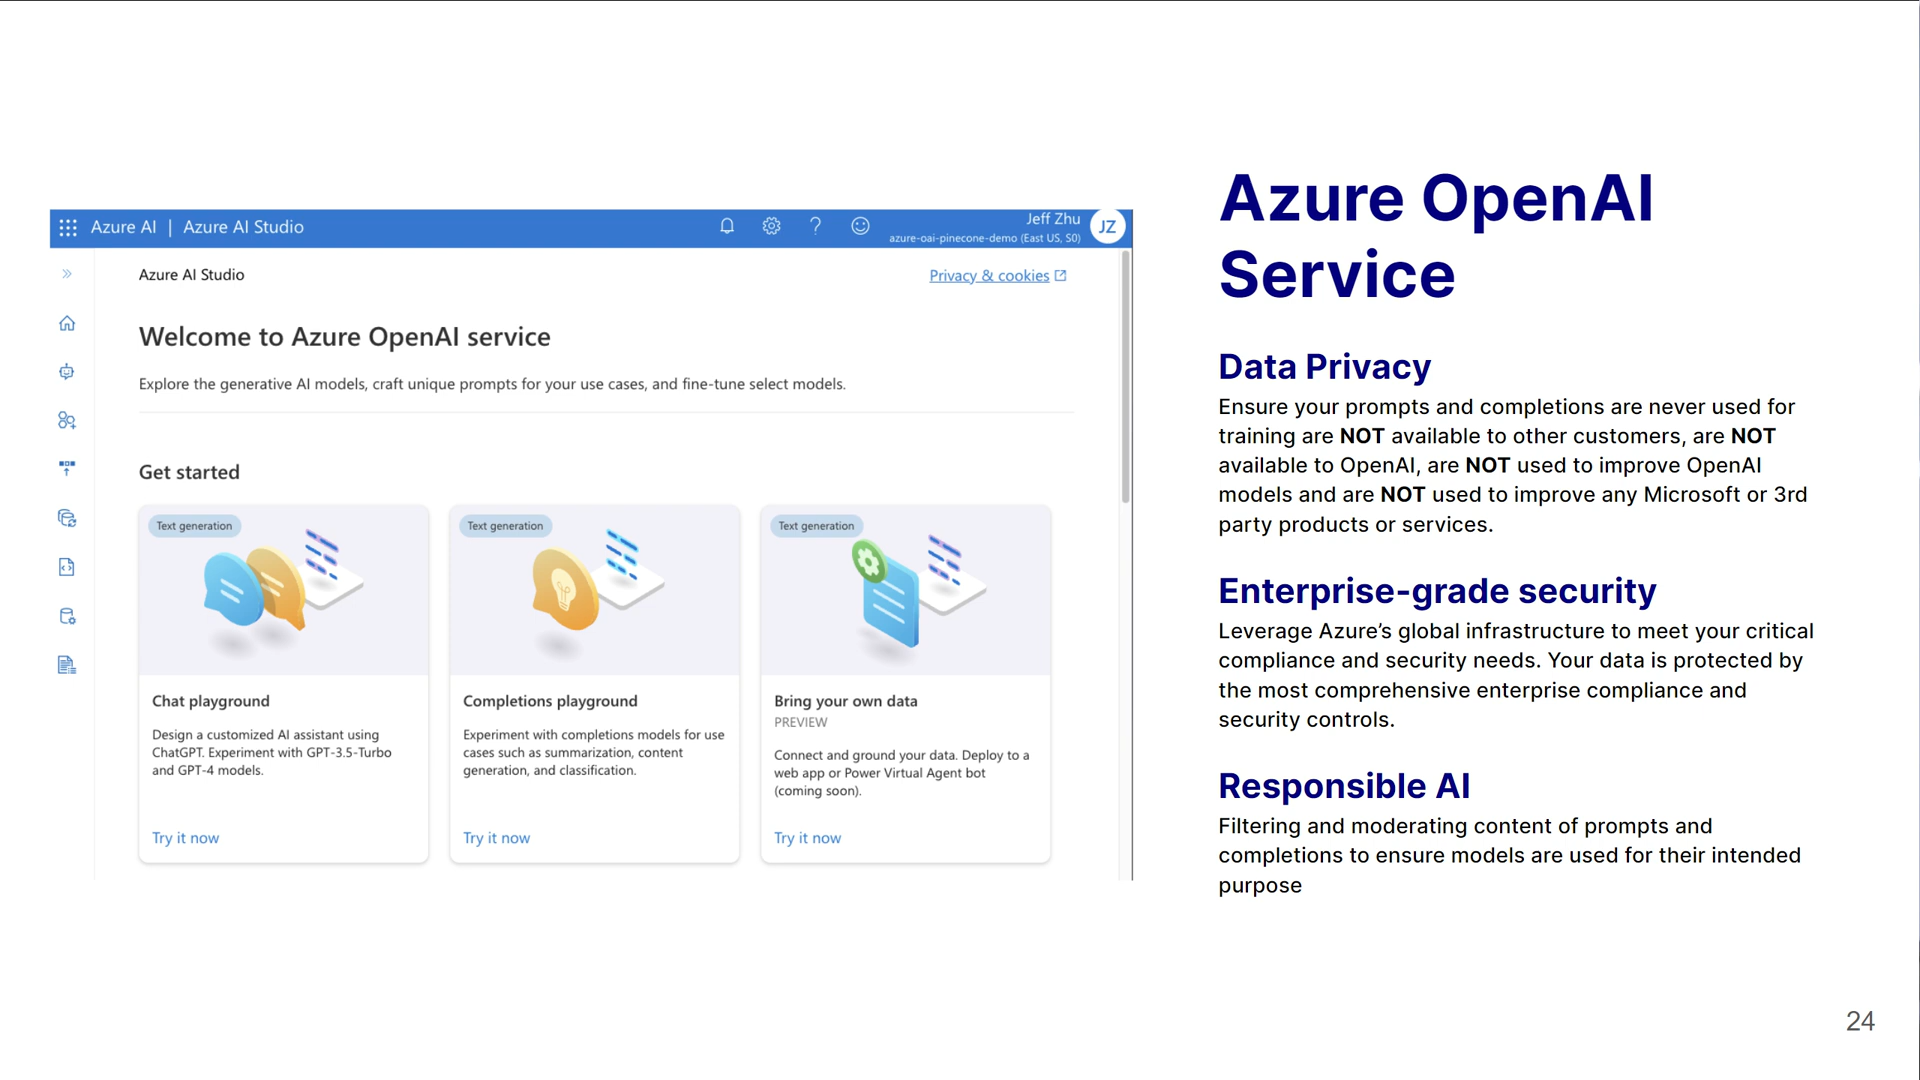 Azure AI | Azure AI Studio
Jeff Zhu
azure-oai-pinecone-demo (East US, S0)
JZ
Azure AI Studio
Privacy & cookies
Welcome to Azure OpenAI service
Explore the generative AI models, craft unique prompts for your use cases, and fine-tune select models.
Get started
Text generation
Chat playground
Design a customized AI assistant using
ChatGPT. Experiment with GPT-3.5-Turbo
and GPT-4 models.
Try it now
Text generation
Completions playground
Experiment with completions models for use
cases such as summarization, content
generation, and classification.
Try it now
Text generation
Bring your own data
PREVIEW
Connect and ground your data. Deploy to a
web app or Power Virtual Agent bot
(coming soon).
Try it now
Azure OpenAI
Service
Data Privacy
Ensure your prompts and completions are never used for
training are NOT available to other customers, are NOT
available to OpenAI, are NOT used to improve OpenAI
models and are NOT used to improve any Microsoft or 3rd
party products or services.
Enterprise-grade security
Leverage Azure’s global infrastructure to meet your critical
compliance and security needs. Your data is protected by
the most comprehensive enterprise compliance and
security controls.
Responsible AI
Filtering and moderating content of prompts and
completions to ensure models are used for their intended
purpose
24